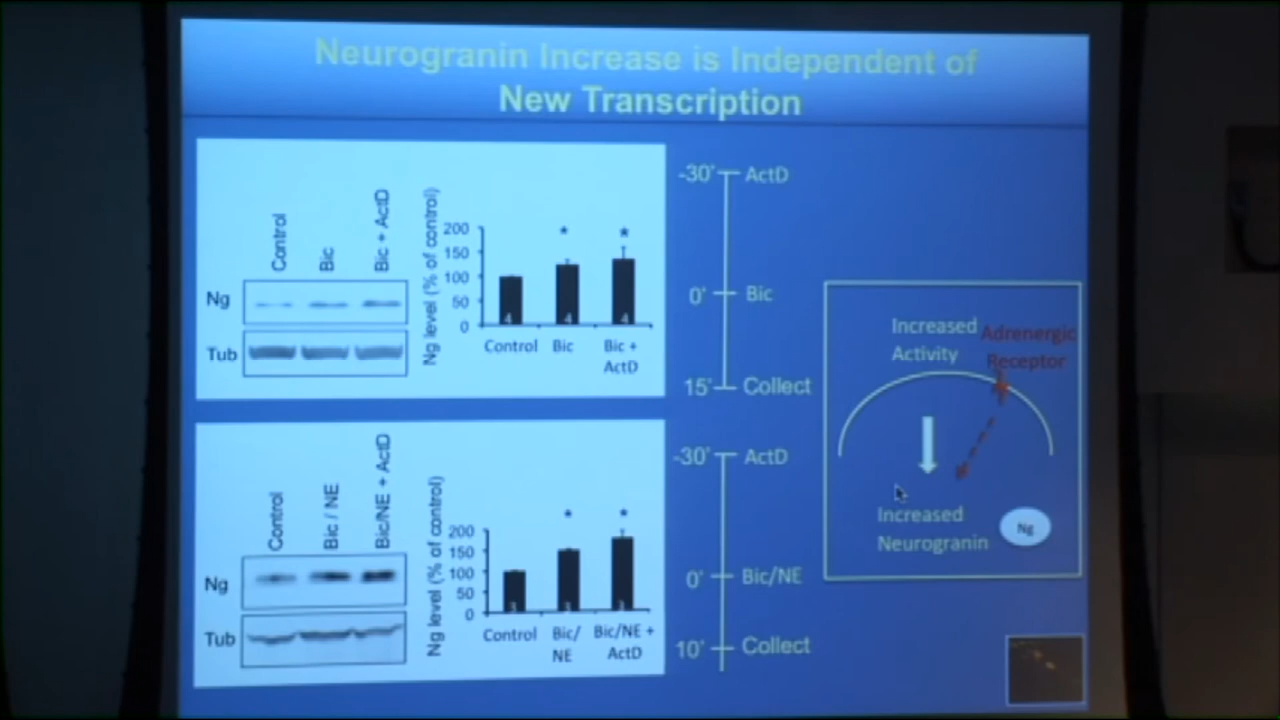 Neurogranin Increase is Independent of
New Transcription
Control
Bic
Bic + ActD
Ng
Tub
Ng level (% of control)
200
150
100
50
0
*
*
4
4
4
Control
Bic
Bic +
ActD
-30' ActD
0' Bic
15' Collect
Control
Bic / NE
Bic/NE + ActD
Ng
Tub
Ng level (% of control)
200
150
100
50
0
*
*
3
3
3
Control
Bic/
NE
Bic/NE +
ActD
-30' ActD
0' Bic/NE
10' Collect
Increased
Activity
Adrenergic
Receptor
Increased
Neurogranin
Ng